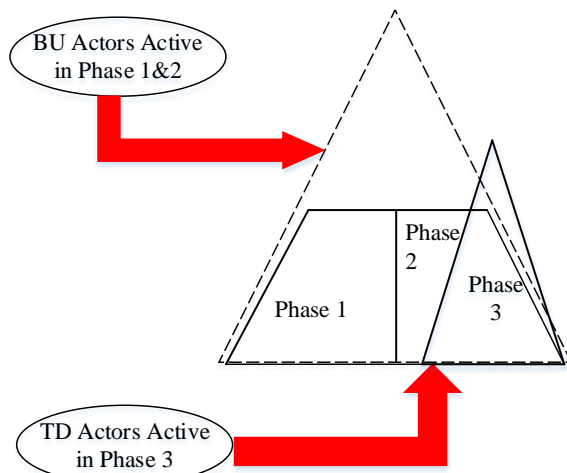 BU Actors Active
in Phase 1&2
Phase
2
Phase 1
Phase
3
TD Actors Active
in Phase 3